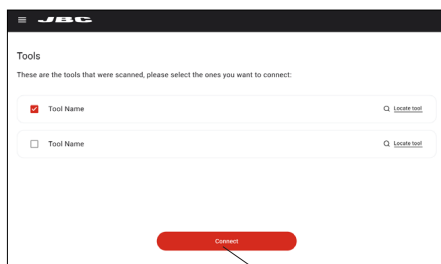 JBC
Tools
These are the tools that were scanned, please select the ones you want to connect:
Tool Name
Locate tool
Tool Name
Locate tool
Connect